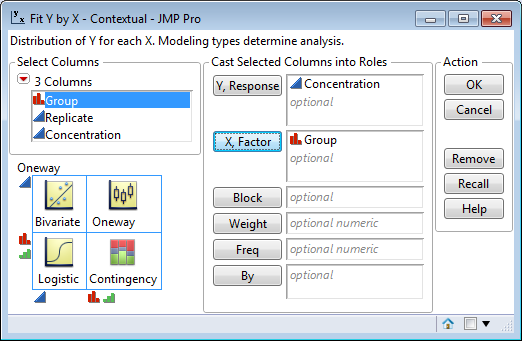 y x Fit Y by X - Contextual - JMP Pro
Distribution of Y for each X. Modeling types determine analysis.
Select Columns
3 Columns
Group
Replicate
Concentration
Oneway
Bivariate Oneway
Logistic Contingency
Cast Selected Columns into Roles
Y, Response Concentration
optional
X, Factor Group
optional
Block optional
Weight optional numeric
Freq optional numeric
By optional
Action
OK
Cancel
Remove
Recall
Help